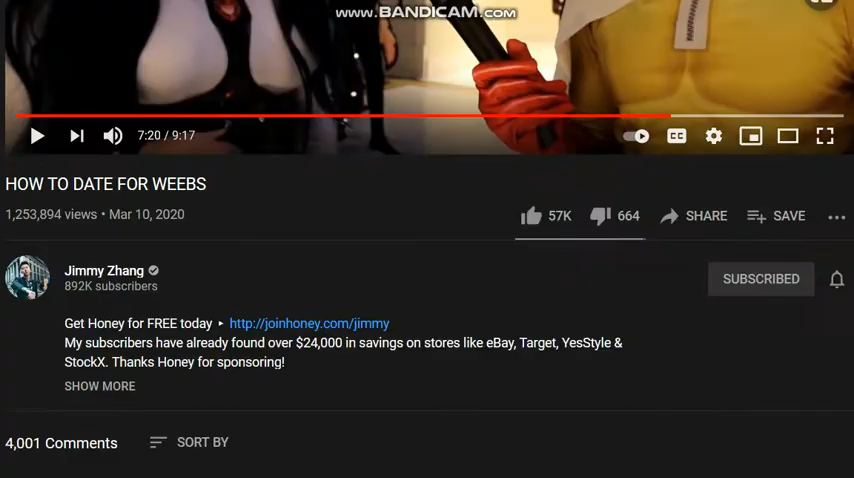 www.BANDICAM.com
7:20 / 9:17
CC
HOW TO DATE FOR WEEBS
1,253,894 views • Mar 10, 2020
57K 664 SHARE SAVE
Jimmy Zhang
892K subscribers
SUBSCRIBED
Get Honey for FREE today ‣ http://joinhoney.com/jimmy
My subscribers have already found over $24,000 in savings on stores like eBay, Target, YesStyle &
StockX. Thanks Honey for sponsoring!
SHOW MORE
4,001 Comments SORT BY